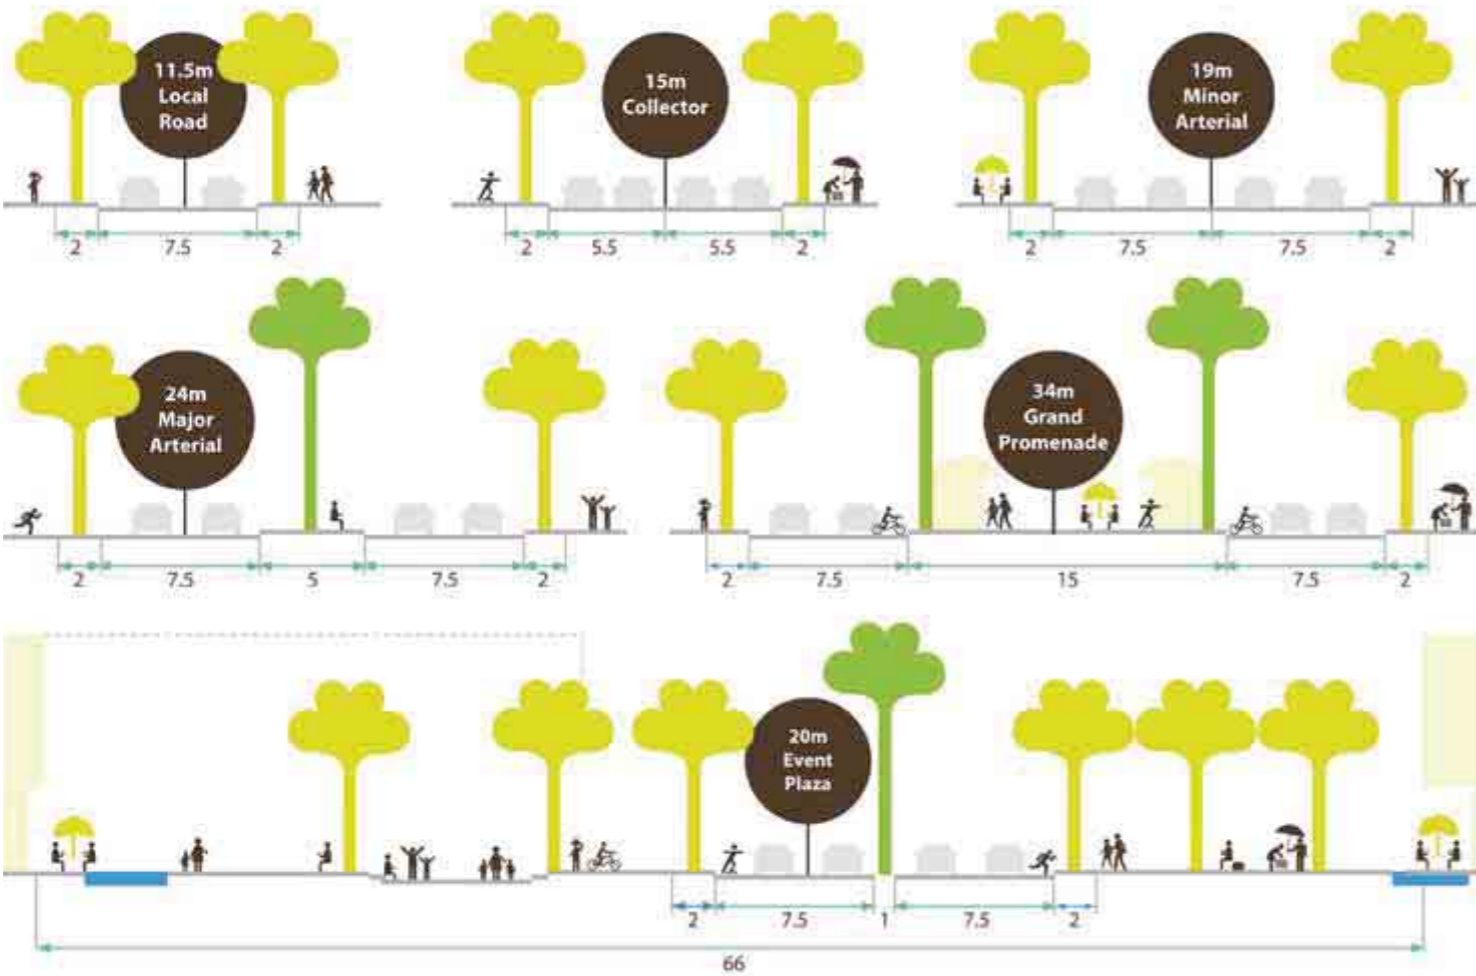 11.5m
Local
Road
15m
Collector
19m
Minor
Arterial
2 7.5 2
2 5.5 5.5 2
2 7.5 7.5 2
24m
Major
Arterial
34m
Grand
Promenade
2 7.5 5 7.5 2
2 7.5 15 7.5 2
20m
Event
Plaza
2 7.5 1 7.5 2
66